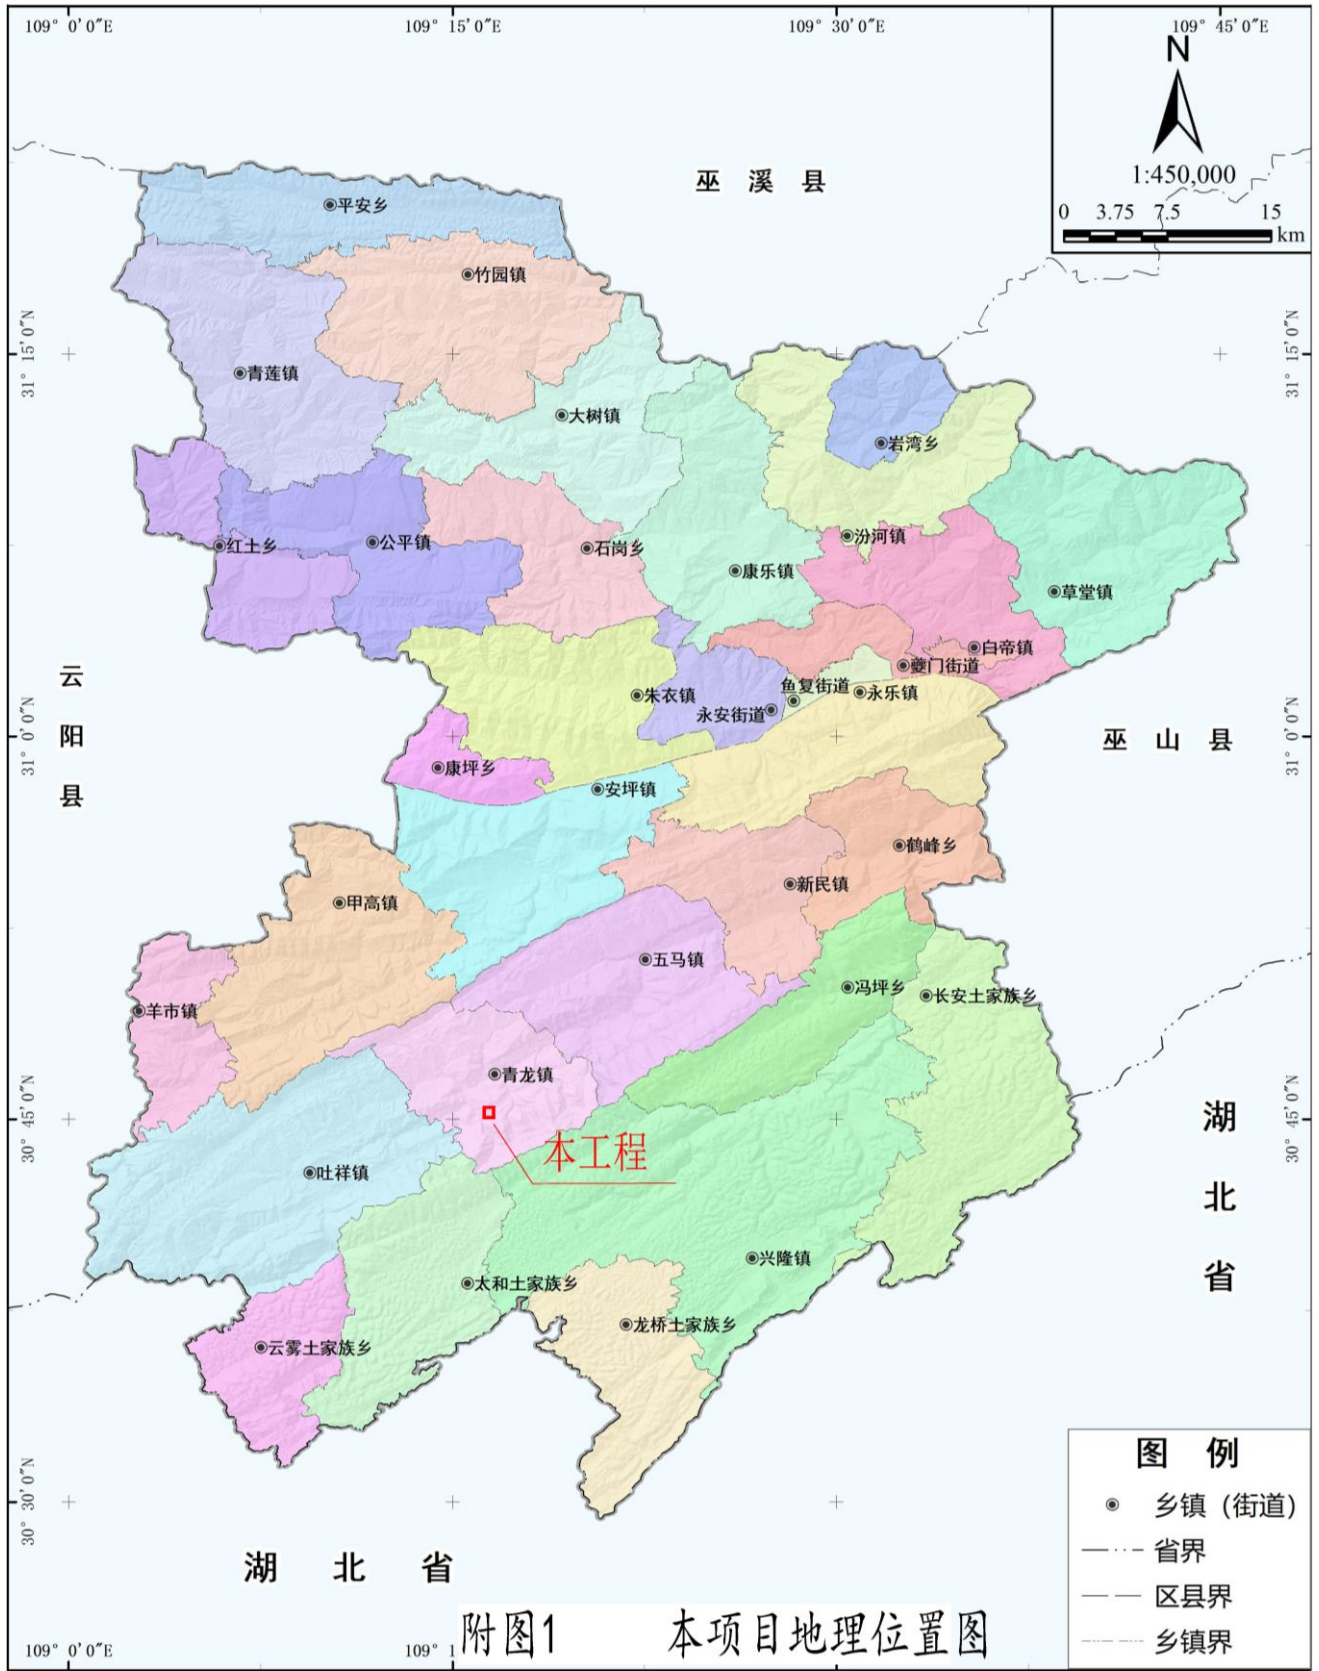 109° 0′0″E
109° 15′0″E
109° 30′0″E
109° 45′0″E
N
1:450,000
0 3.75 7.5 15
km
巫溪县
平安乡
竹园镇
31° 15′0″N
31° 15′0″N
青莲镇
大树镇
岩湾乡
红土乡
公平镇
石岗乡
汾河镇
康乐镇
草堂镇
白帝镇
夔门街道
云阳县
朱衣镇
鱼复街道
永乐镇
永安街道
31° 0′0″N
巫山县
31° 0′0″N
康坪乡
安坪镇
鹤峰乡
新民镇
甲高镇
五马镇
冯坪乡
长安土家族乡
羊市镇
青龙镇
30° 45′0″N
30° 45′0″N
本工程
湖北省
吐祥镇
兴隆镇
太和土家族乡
龙桥土家族乡
云雾土家族乡
30° 30′0″N
30° 30′0″N
图 例
乡镇（街道）
省界
区县界
乡镇界
湖北省
附图1 本项目地理位置图
109° 0′0″E
109° 1